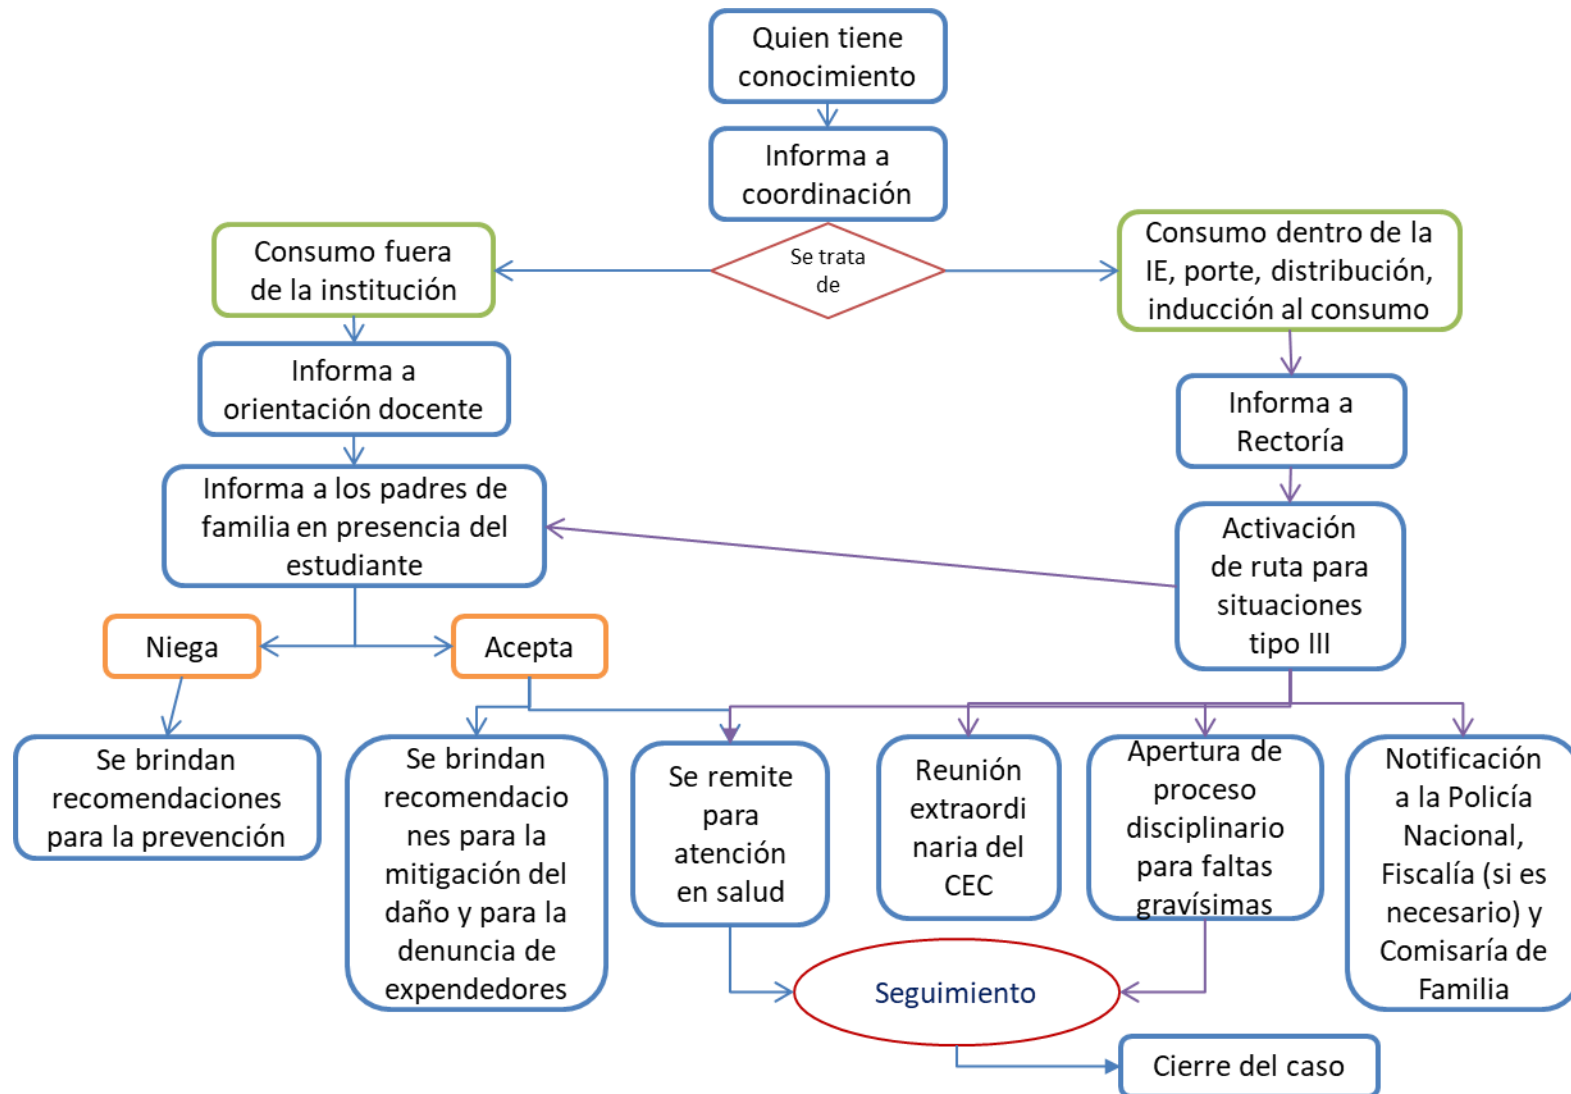 Quien tiene
conocimiento
Informa a
coordinación
Se trata
de
Consumo fuera
de la institución
Consumo dentro de la
IE, porte, distribución,
inducción al consumo
Informa a
orientación docente
Informa a
Rectoría
Informa a los padres de
familia en presencia del
estudiante
Activación
de ruta para
situaciones
tipo III
Niega
Acepta
Se brindan
recomendaciones
para la prevención
Se brindan
recomendacio
nes para la
mitigación del
daño y para la
denuncia de
expendedores
Se remite
para
atención
en salud
Reunión
extraordi
naria del
CEC
Apertura de
proceso
disciplinario
para faltas
gravísimas
Notificación
a la Policía
Nacional,
Fiscalía (si es
necesario) y
Comisaría de
Familia
Seguimiento
Cierre del caso